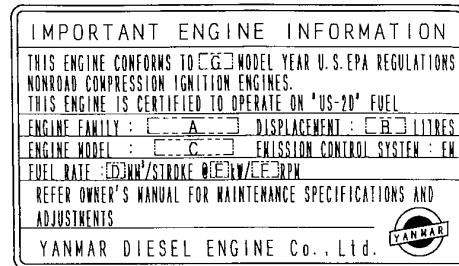 IMPORTANT ENGINE INFORMATION
THIS ENGINE CONFORMS TO G MODEL YEAR U.S.EPA REGULATIONS
NONROAD COMPRESSION IGNITION ENGINES.
THIS ENGINE IS CERTIFIED TO OPERATE ON "US-2D" FUEL
ENGINE FAMILY : A DISPLACEMENT : B LITRES
ENGINE MODEL : C EMISSION CONTROL SYSTEM : EM
FUEL RATE : D MM³/STROKE @ E kW/ F RPM
REFER OWNER'S MANUAL FOR MAINTENANCE SPECIFICATIONS AND
ADJUSTMENTS
YANMAR DIESEL ENGINE Co., Ltd. YANMAR